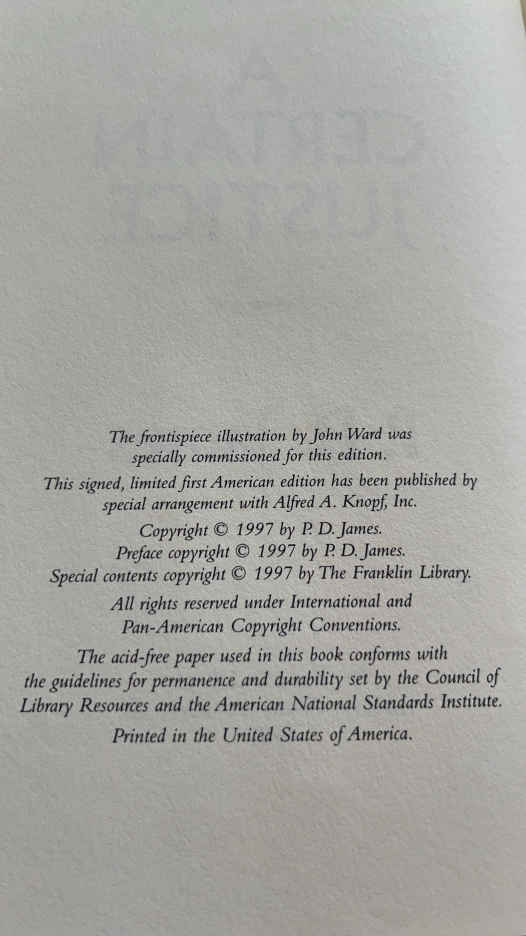 A
CERTAIN
JUSTICE
The frontispiece illustration by John Ward was
specially commissioned for this edition.
This signed, limited first American edition has been published by
special arrangement with Alfred A. Knopf, Inc.
Copyright © 1997 by P. D. James.
Preface copyright © 1997 by P. D. James.
Special contents copyright © 1997 by The Franklin Library.
All rights reserved under International and
Pan-American Copyright Conventions.
The acid-free paper used in this book conforms with
the guidelines for permanence and durability set by the Council of
Library Resources and the American National Standards Institute.
Printed in the United States of America.